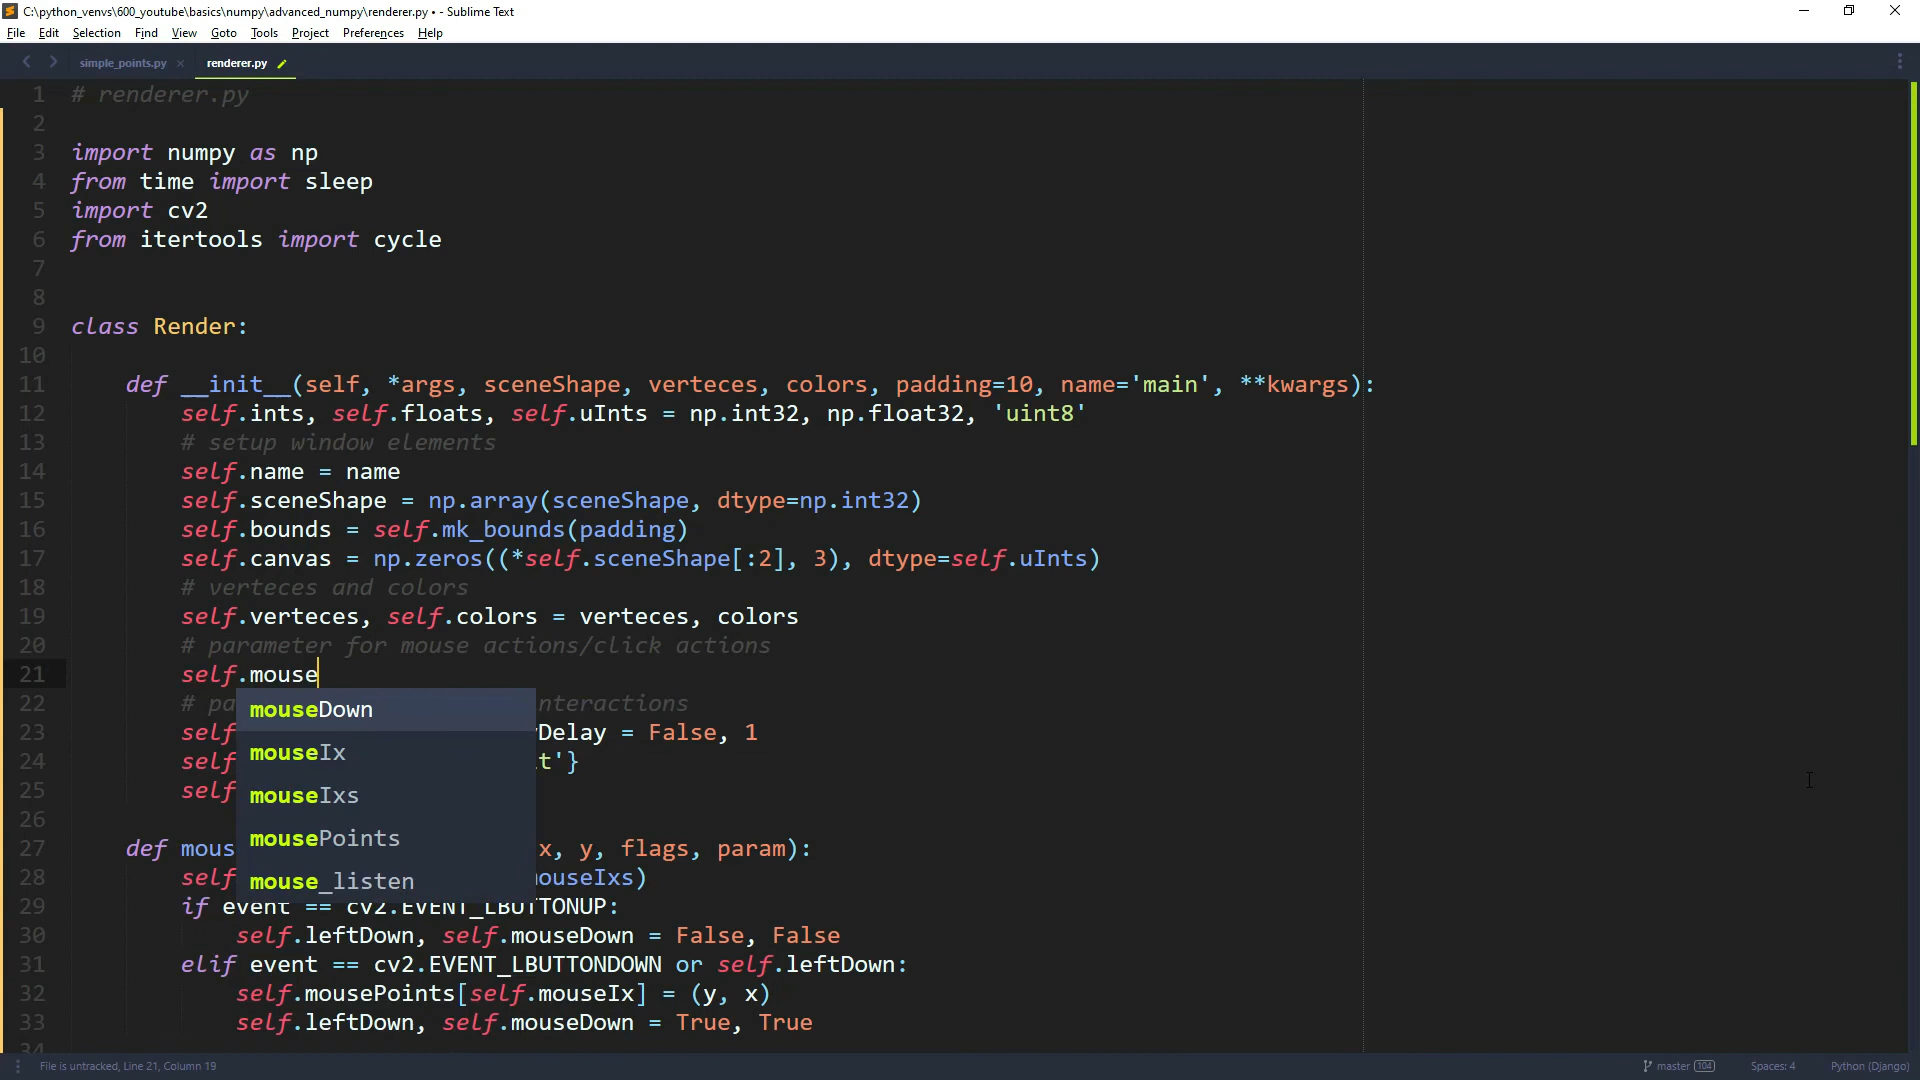 C:\python_venvs\600_youtube\basics\numpy\advanced_numpy\renderer.py • - Sublime Text
File Edit Selection Find View Goto Tools Project Preferences Help
simple_points.py × renderer.py
1 # renderer.py
2
3 import numpy as np
4 from time import sleep
5 import cv2
6 from itertools import cycle
7
8
9 class Render:
10
11 def __init__(self, *args, sceneShape, verteces, colors, padding=10, name='main', **kwargs):
12 self.ints, self.floats, self.uInts = np.int32, np.float32, 'uint8'
13 # setup window elements
14 self.name = name
15 self.sceneShape = np.array(sceneShape, dtype=np.int32)
16 self.bounds = self.mk_bounds(padding)
17 self.canvas = np.zeros((*self.sceneShape[:2], 3), dtype=self.uInts)
18 # verteces and colors
19 self.verteces, self.colors = verteces, colors
20 # parameter for mouse actions/click actions
21 self.mouse
22 # pa nteractions
mouseDown
23 self yDelay = False, 1
mouseIx
24 self t'}
25 self
mouseIxs
26
mousePoints
27 def mous x, y, flags, param):
28 self ouseIxs)
mouse_listen
29 if event == cv2.EVENT_LBUTTONUP:
30 self.leftDown, self.mouseDown = False, False
31 elif event == cv2.EVENT_LBUTTONDOWN or self.leftDown:
32 self.mousePoints[self.mouseIx] = (y, x)
33 self.leftDown, self.mouseDown = True, True
34
File is untracked, Line 21, Column 19 master 104 Spaces: 4 Python (Django)